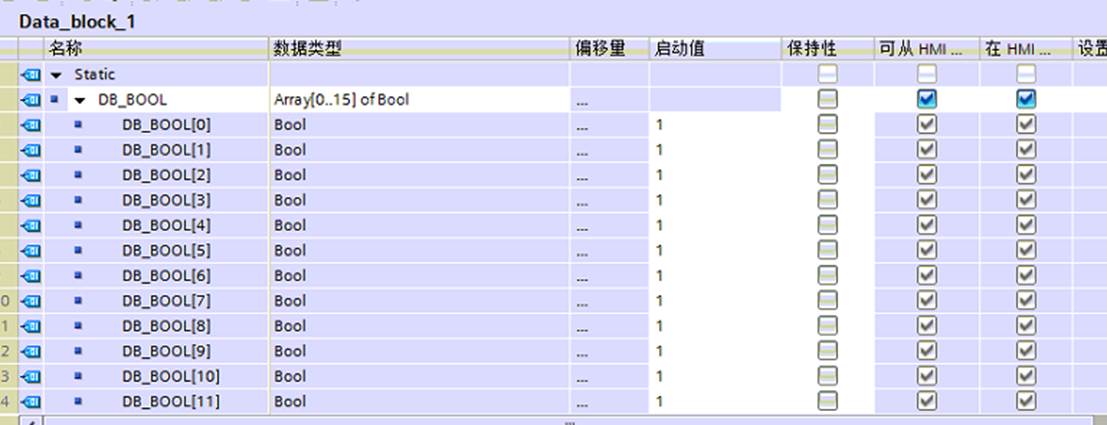 Data_block_1
名称 数据类型 偏移量 启动值 保持性 可从 HMI ... 在 HMI ... 设置
Static
DB_BOOL Array[0..15] of Bool ...
DB_BOOL[0] Bool ... 1
DB_BOOL[1] Bool ... 1
DB_BOOL[2] Bool ... 1
DB_BOOL[3] Bool ... 1
DB_BOOL[4] Bool ... 1
DB_BOOL[5] Bool ... 1
DB_BOOL[6] Bool ... 1
0 DB_BOOL[7] Bool ... 1
1 DB_BOOL[8] Bool ... 1
2 DB_BOOL[9] Bool ... 1
3 DB_BOOL[10] Bool ... 1
4 DB_BOOL[11] Bool ... 1